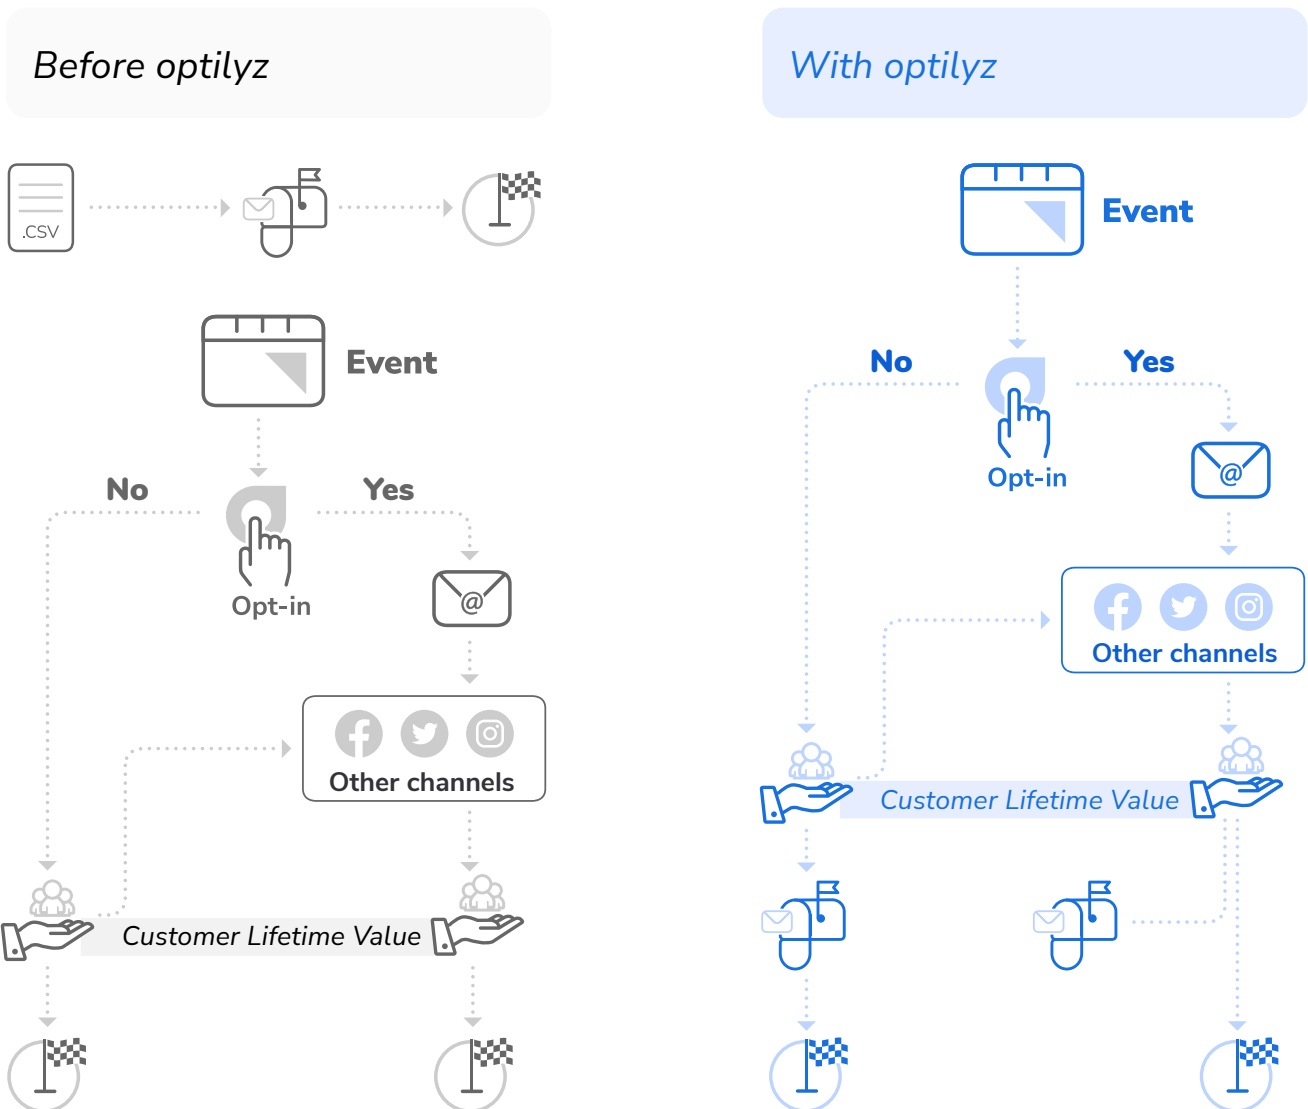 Before optilyz
.CSV
Event
No
Yes
Opt-in
@
Other channels
Customer Lifetime Value
With optilyz
Event
No
Yes
Opt-in
@
Other channels
Customer Lifetime Value